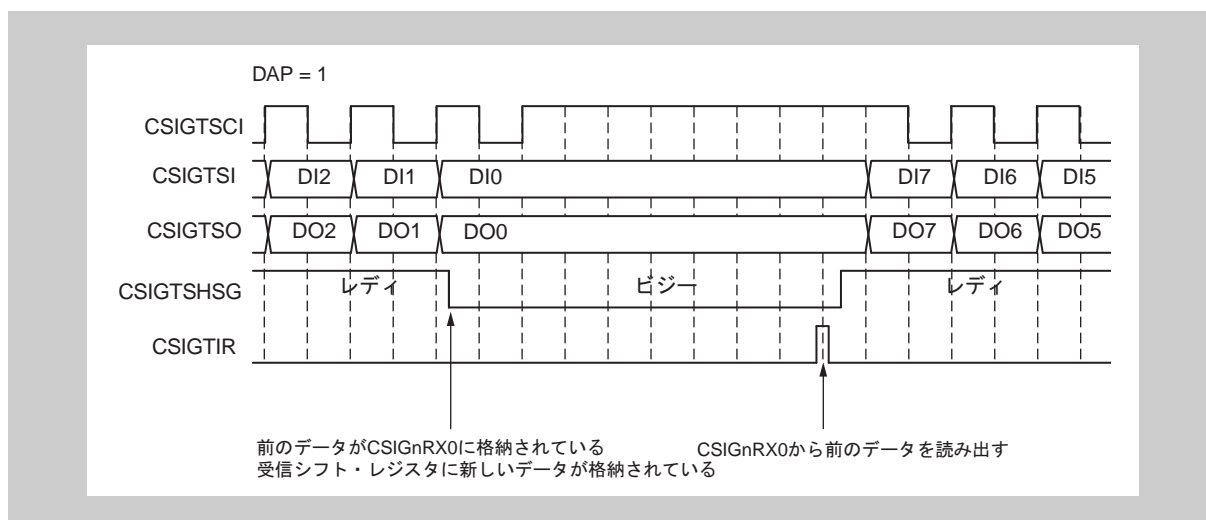 DAP = 1
CSIGTSCI
CSIGTSI DI2 DI1 DI0 DI7 DI6 DI5
CSIGTSO DO2 DO1 DO0 DO7 DO6 DO5
CSIGTSHSG レディ ビジー レディ
CSIGTIR
前のデータがCSIGnRX0に格納されている
受信シフト・レジスタに新しいデータが格納されている
CSIGnRX0から前のデータを読み出す